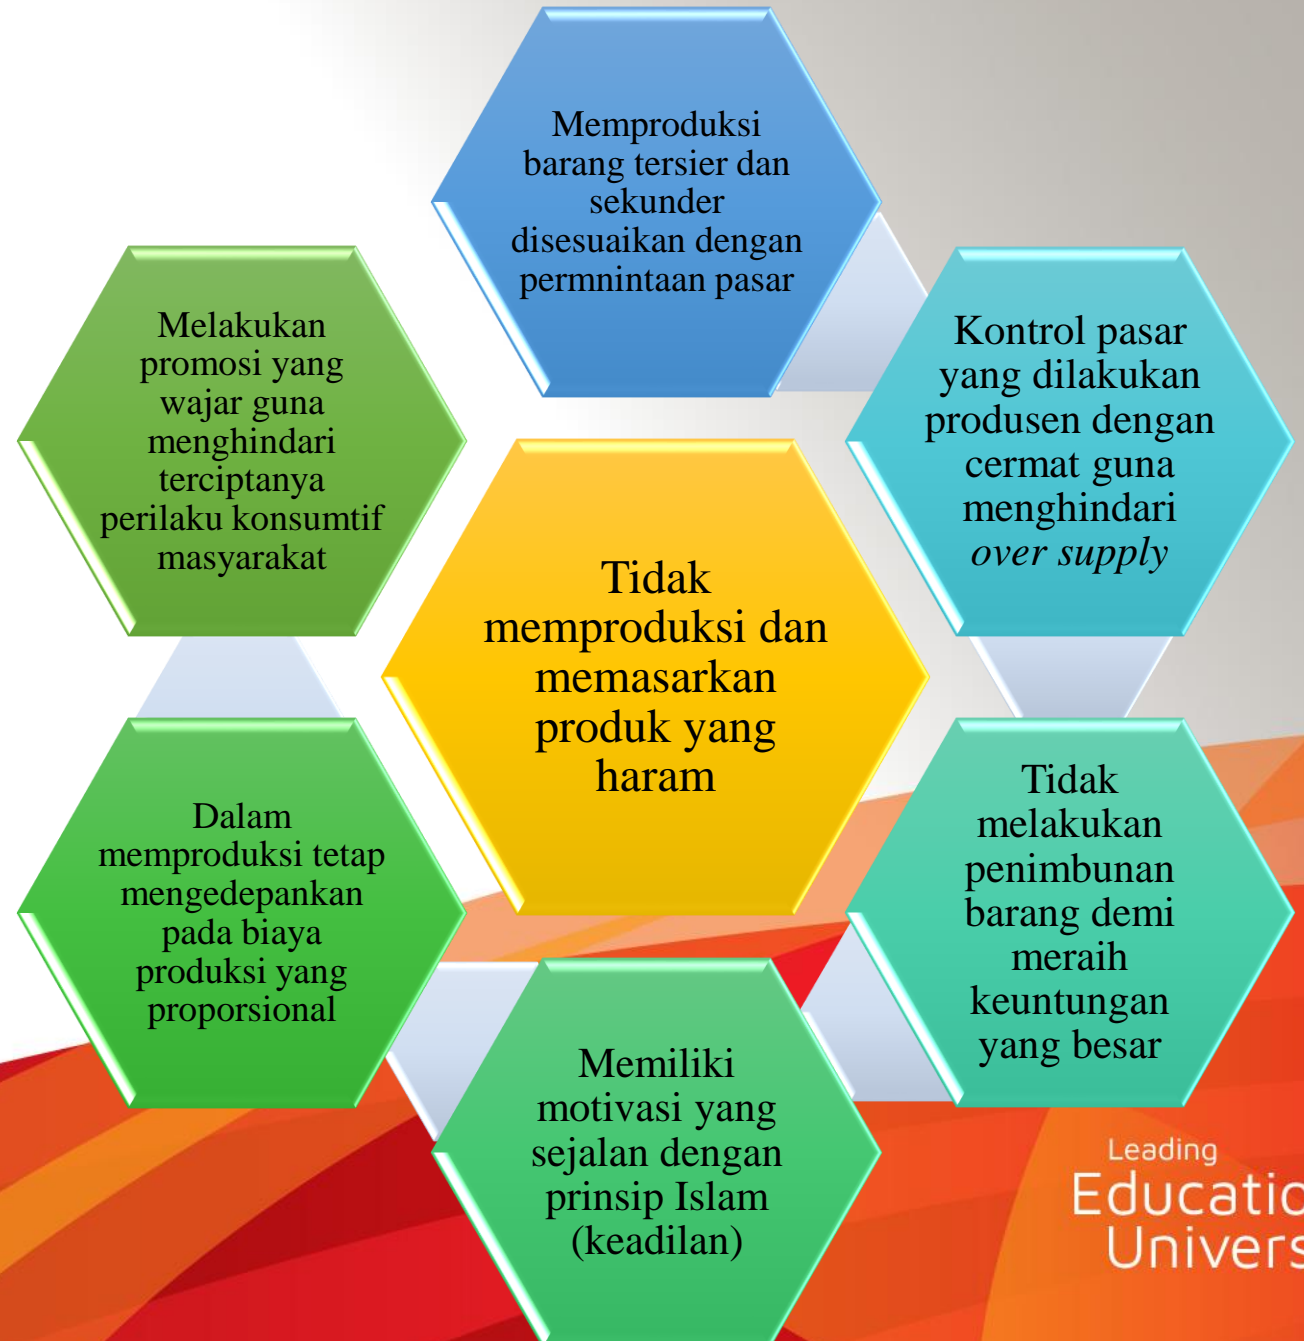 Memproduksi
barang tersier dan
sekunder
disesuaikan dengan
permnintaan pasar
Kontrol pasar
yang dilakukan
produsen dengan
cermat guna
menghindari
over supply
Tidak
melakukan
penimbunan
barang demi
meraih
keuntungan
yang besar
Memiliki
motivasi yang
sejalan dengan
prinsip Islam
(keadilan)
Dalam
memproduksi tetap
mengedepankan
pada biaya
produksi yang
proporsional
Melakukan
promosi yang
wajar guna
menghindari
terciptanya
perilaku konsumtif
masyarakat
Tidak
memproduksi dan
memasarkan
produk yang
haram
Leading
Educatio
Univers